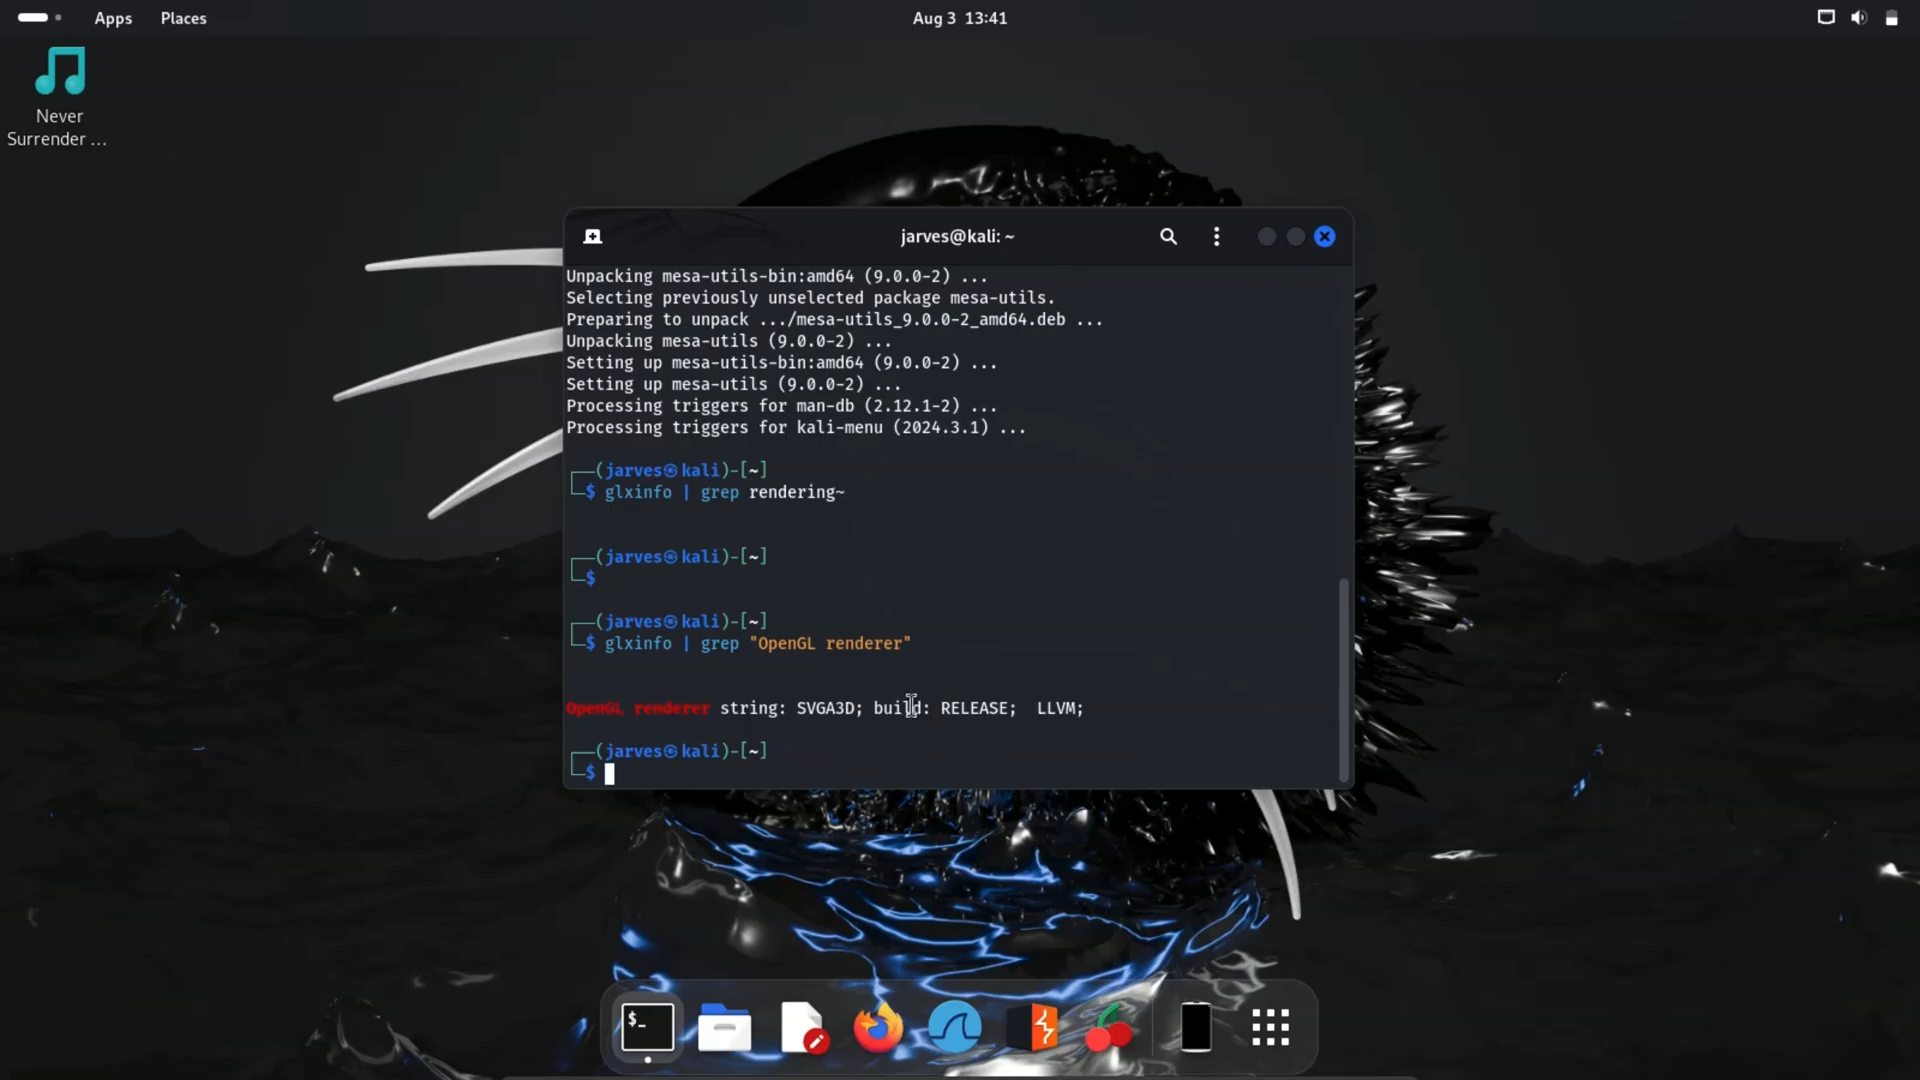 Apps Places Aug 3 13:41
Never
Surrender ...
jarves@kali: ~
Unpacking mesa-utils-bin:amd64 (9.0.0-2) ...
Selecting previously unselected package mesa-utils.
Preparing to unpack .../mesa-utils_9.0.0-2_amd64.deb ...
Unpacking mesa-utils (9.0.0-2) ...
Setting up mesa-utils-bin:amd64 (9.0.0-2) ...
Setting up mesa-utils (9.0.0-2) ...
Processing triggers for man-db (2.12.1-2) ...
Processing triggers for kali-menu (2024.3.1) ...
┌──(jarves㉿kali)-[~]
└─$ glxinfo | grep rendering~
┌──(jarves㉿kali)-[~]
└─$
┌──(jarves㉿kali)-[~]
└─$ glxinfo | grep "OpenGL renderer"
OpenGL renderer string: SVGA3D; build: RELEASE;  LLVM;
┌──(jarves㉿kali)-[~]
└─$
$_